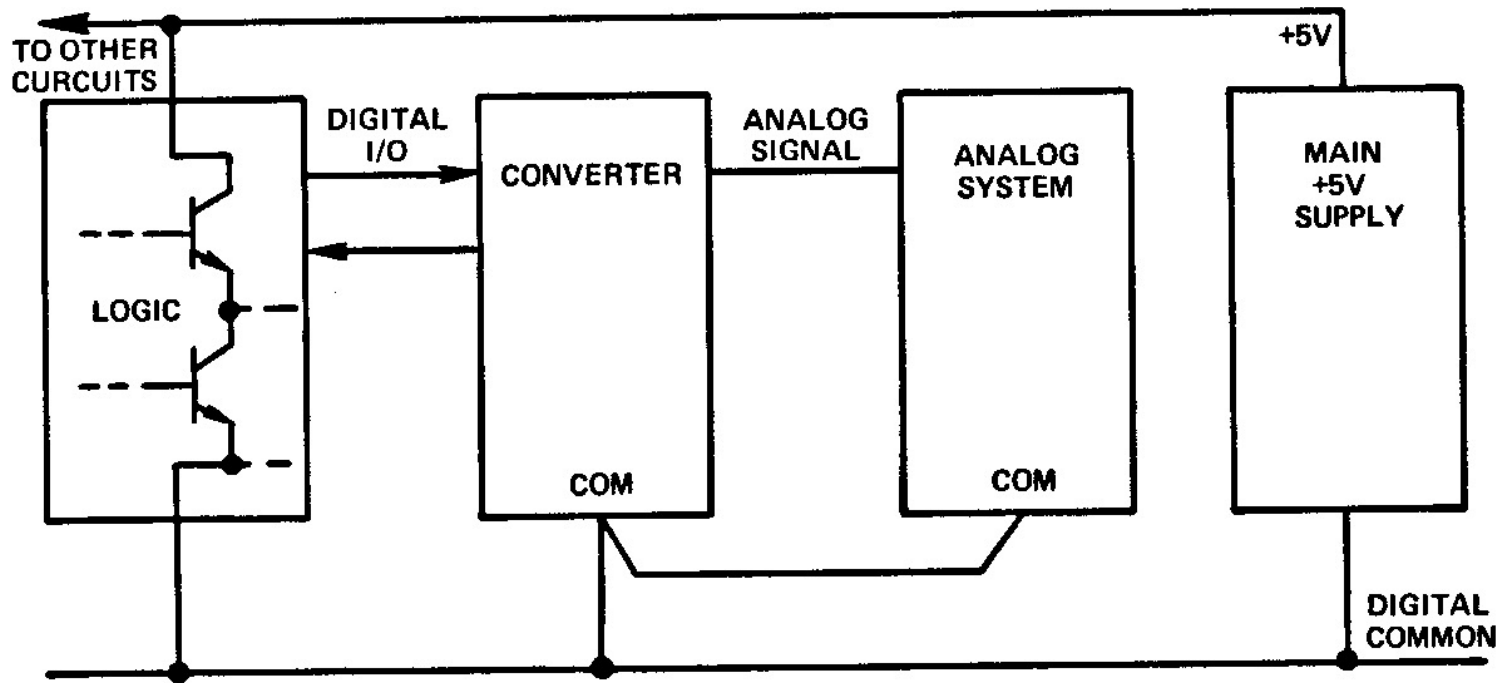 TO OTHER
CURCUITS
+5V
DIGITAL
I/O
ANALOG
SIGNAL
CONVERTER
ANALOG
SYSTEM
MAIN
+5V
SUPPLY
LOGIC
COM
COM
DIGITAL
COMMON